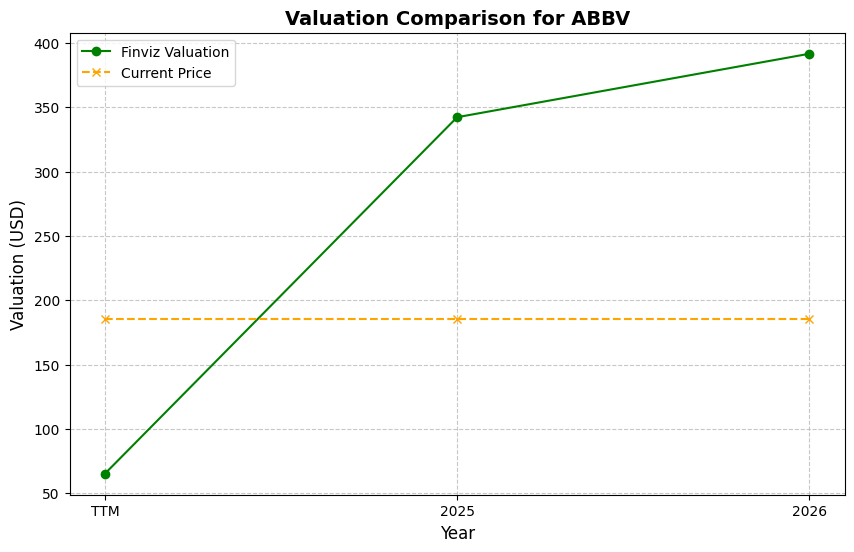 Valuation Comparison for ABBV
Finviz Valuation
Current Price
Valuation (USD)
400
350
300
250
200
150
100
50
TTM
2025
2026
Year